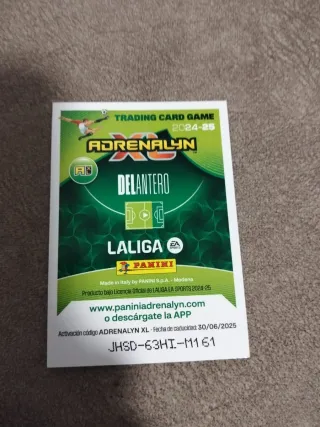 TRADING CARD GAME
2024-25
ADRENALYN
XL
DELANTERO
LALIGA EA SPORTS
PANINI
Made in Italy by PANINI S.p.A. - Modena
Producto bajo Licencia Oficial de LALIGA EA SPORTS 2024-25
www.paniniadrenalyn.com
o descárgate la APP
Activación código ADRENALYN XL - Fecha de caducidad 30/06/2025
JHSD-63HI-M161